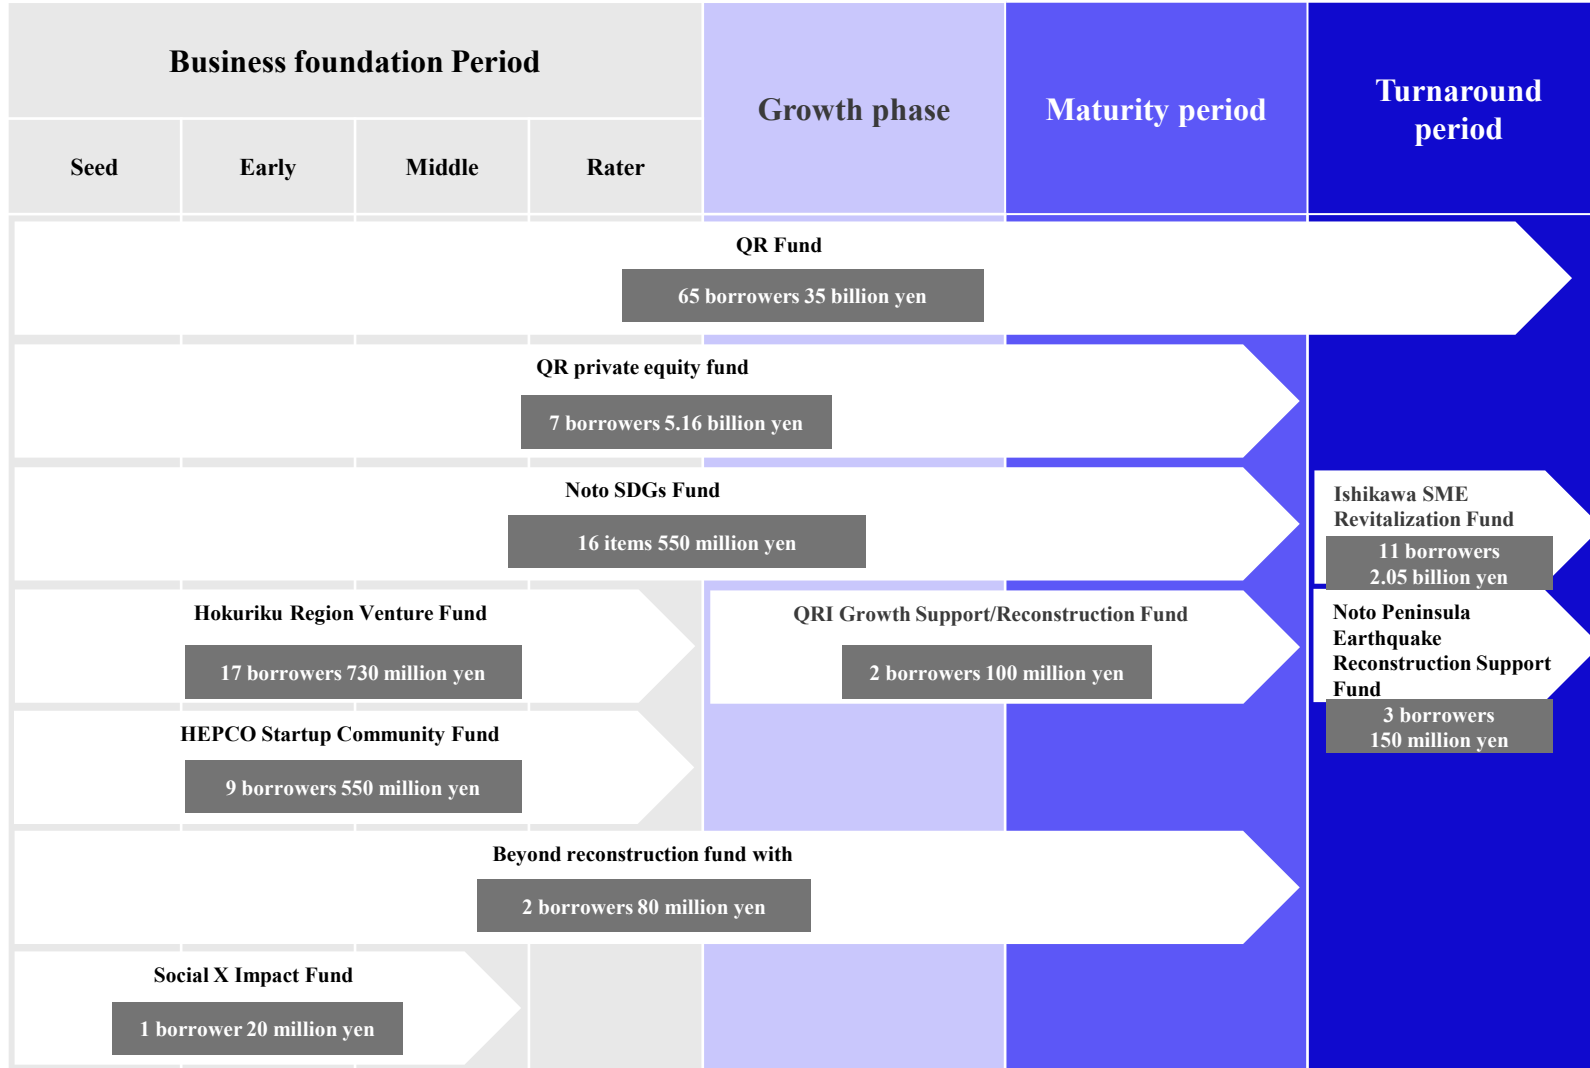 Business foundation Period
Growth phase
Maturity period
Turnaround
period
Seed
Early
Middle
Rater
QR Fund
65 borrowers 35 billion yen
QR private equity fund
7 borrowers 5.16 billion yen
Noto SDGs Fund
16 items 550 million yen
Ishikawa SME
Revitalization Fund
11 borrowers
2.05 billion yen
Hokuriku Region Venture Fund
17 borrowers 730 million yen
QRI Growth Support/Reconstruction Fund
2 borrowers 100 million yen
Noto Peninsula
Earthquake
Reconstruction Support
Fund
3 borrowers
150 million yen
HEPCO Startup Community Fund
9 borrowers 550 million yen
Beyond reconstruction fund with
2 borrowers 80 million yen
Social X Impact Fund
1 borrower 20 million yen